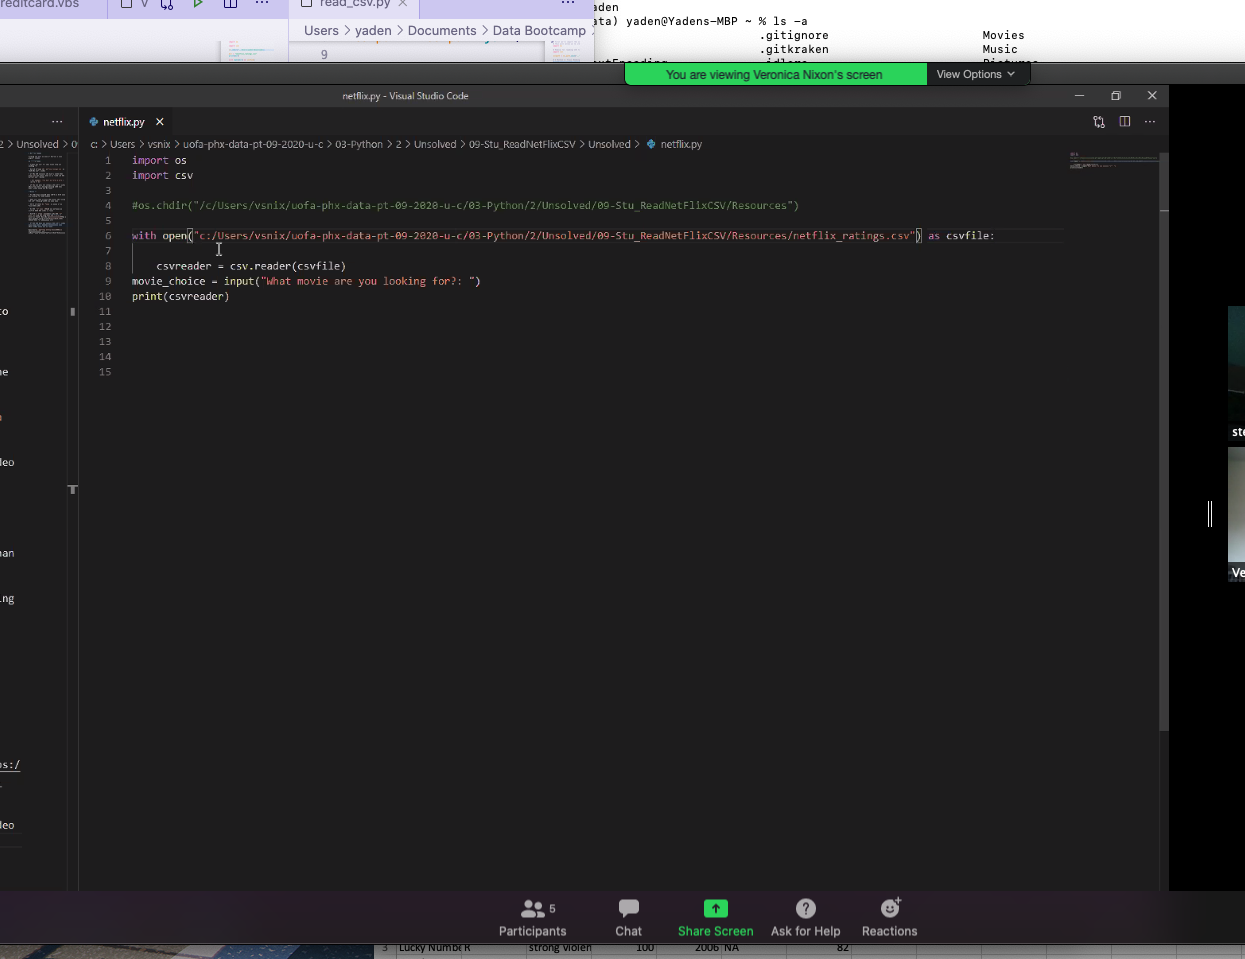 reditcard.vbs
read_csv.py
Users > yaden > Documents > Data Bootcamp
9
aden
ata) yaden@Yadens-MBP ~ % ls -a
.gitignore Movies
.gitkraken Music
You are viewing Veronica Nixon's screen View Options
netflix.py - Visual Studio Code
netflix.py
2 > Unsolved > 0
c: > Users > vsnix > uofa-phx-data-pt-09-2020-u-c > 03-Python > 2 > Unsolved > 09-Stu_ReadNetFlixCSV > Unsolved > netflix.py
1 import os
2 import csv
3
4 #os.chdir("/c/Users/vsnix/uofa-phx-data-pt-09-2020-u-c/03-Python/2/Unsolved/09-Stu_ReadNetFlixCSV/Resources")
5
6 with open("c:/Users/vsnix/uofa-phx-data-pt-09-2020-u-c/03-Python/2/Unsolved/09-Stu_ReadNetFlixCSV/Resources/netflix_ratings.csv") as csvfile:
7
8 csvreader = csv.reader(csvfile)
9 movie_choice = input("What movie are you looking for?: ")
10 print(csvreader)
11
12
13
14
15
to
ne
deo
man
ing
ps:/
deo
ste
Ve
5
Participants
Chat
Share Screen
Ask for Help
Reactions
3 Lucky Numbe R strong violen 100 2006 NA 82